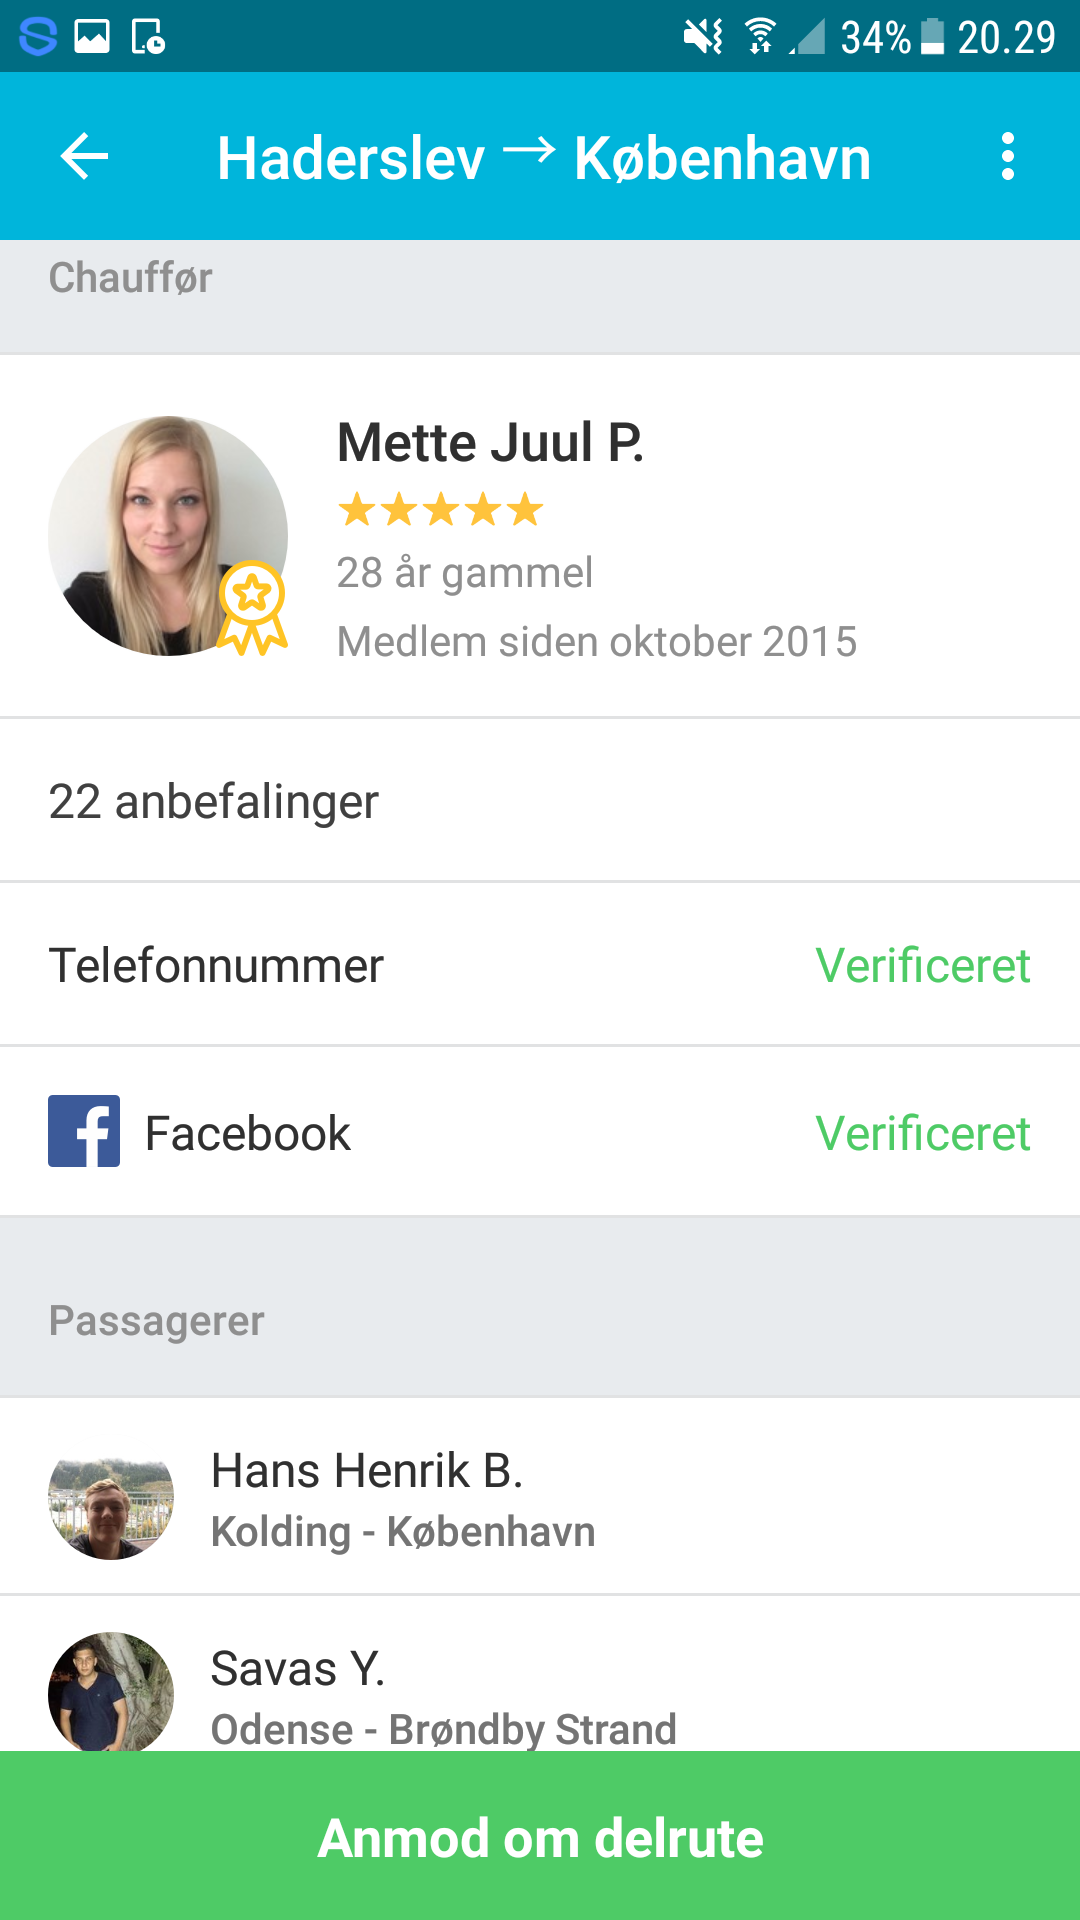 34% 20.29
Haderslev → København
Chauffør
Mette Juul P.
28 år gammel
Medlem siden oktober 2015
22 anbefalinger
Telefonnummer Verificeret
Facebook Verificeret
Passagerer
Hans Henrik B.
Kolding - København
Savas Y.
Odense - Brøndby Strand
Anmod om delrute